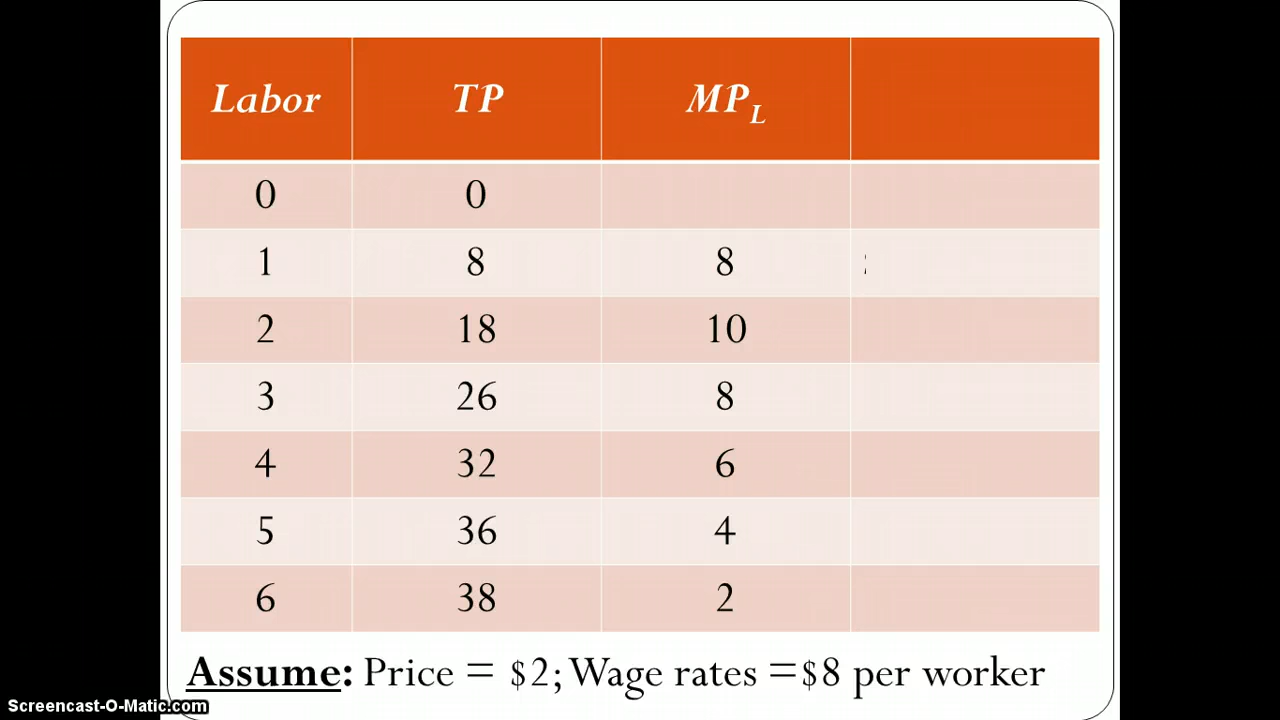 Labor TP MPL
0 0
1 8 8
2 18 10
3 26 8
4 32 6
5 36 4
6 38 2
Assume: Price = $2; Wage rates =$8 per worker
Screencast-O-Matic.com